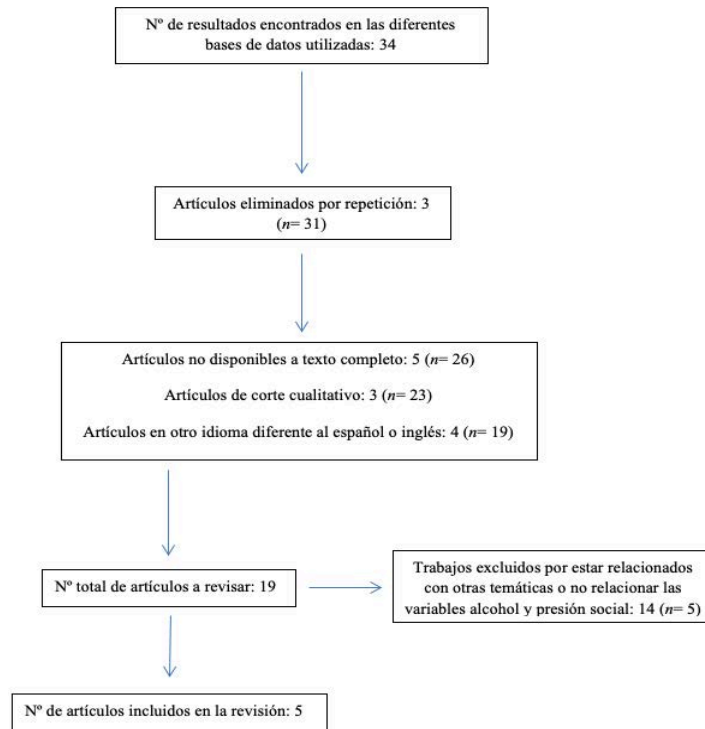 Nº de resultados encontrados en las diferentes
bases de datos utilizadas: 34
Artículos eliminados por repetición: 3
(n= 31)
Artículos no disponibles a texto completo: 5 (n= 26)
Artículos de corte cualitativo: 3 (n= 23)
Artículos en otro idioma diferente al español o inglés: 4 (n= 19)
Nº total de artículos a revisar: 19
Trabajos excluidos por estar relacionados
con otras temáticas o no relacionar las
variables alcohol y presión social: 14 (n= 5)
Nº de artículos incluidos en la revisión: 5